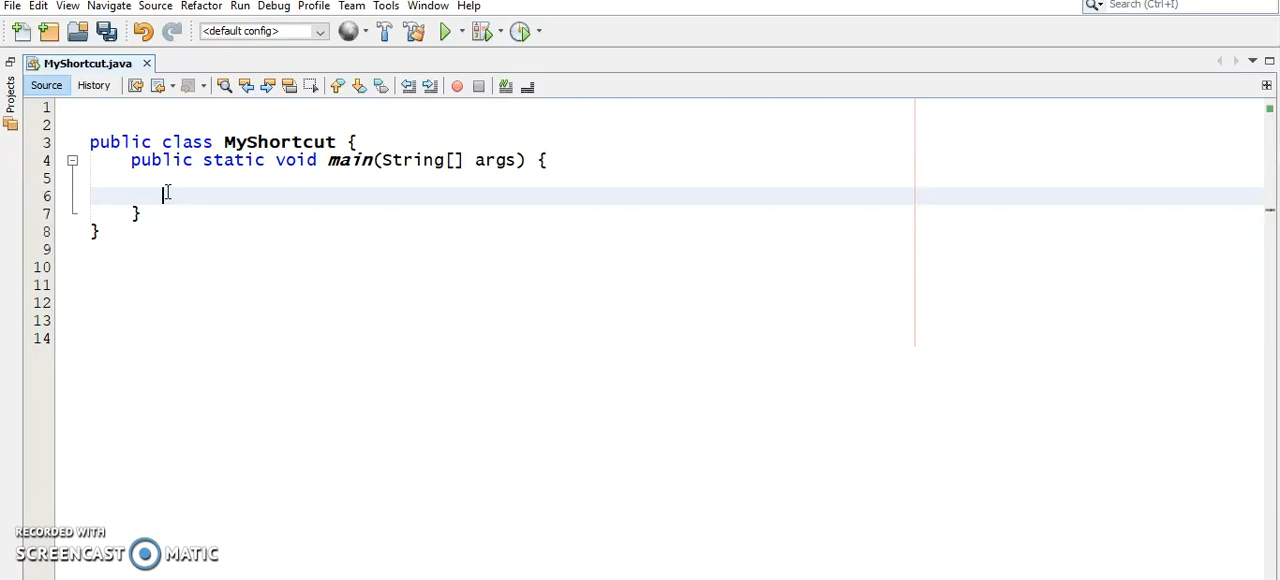 File Edit View Navigate Source Refactor Run Debug Profile Team Tools Window Help
Search (Ctrl+I)
<default config>
MyShortcut.java
Projects
Source History
1
2
3 public class MyShortcut {
4 public static void main(String[] args) {
5
6
7 }
8 }
9
10
11
12
13
14
RECORDED WITH
SCREENCAST MATIC